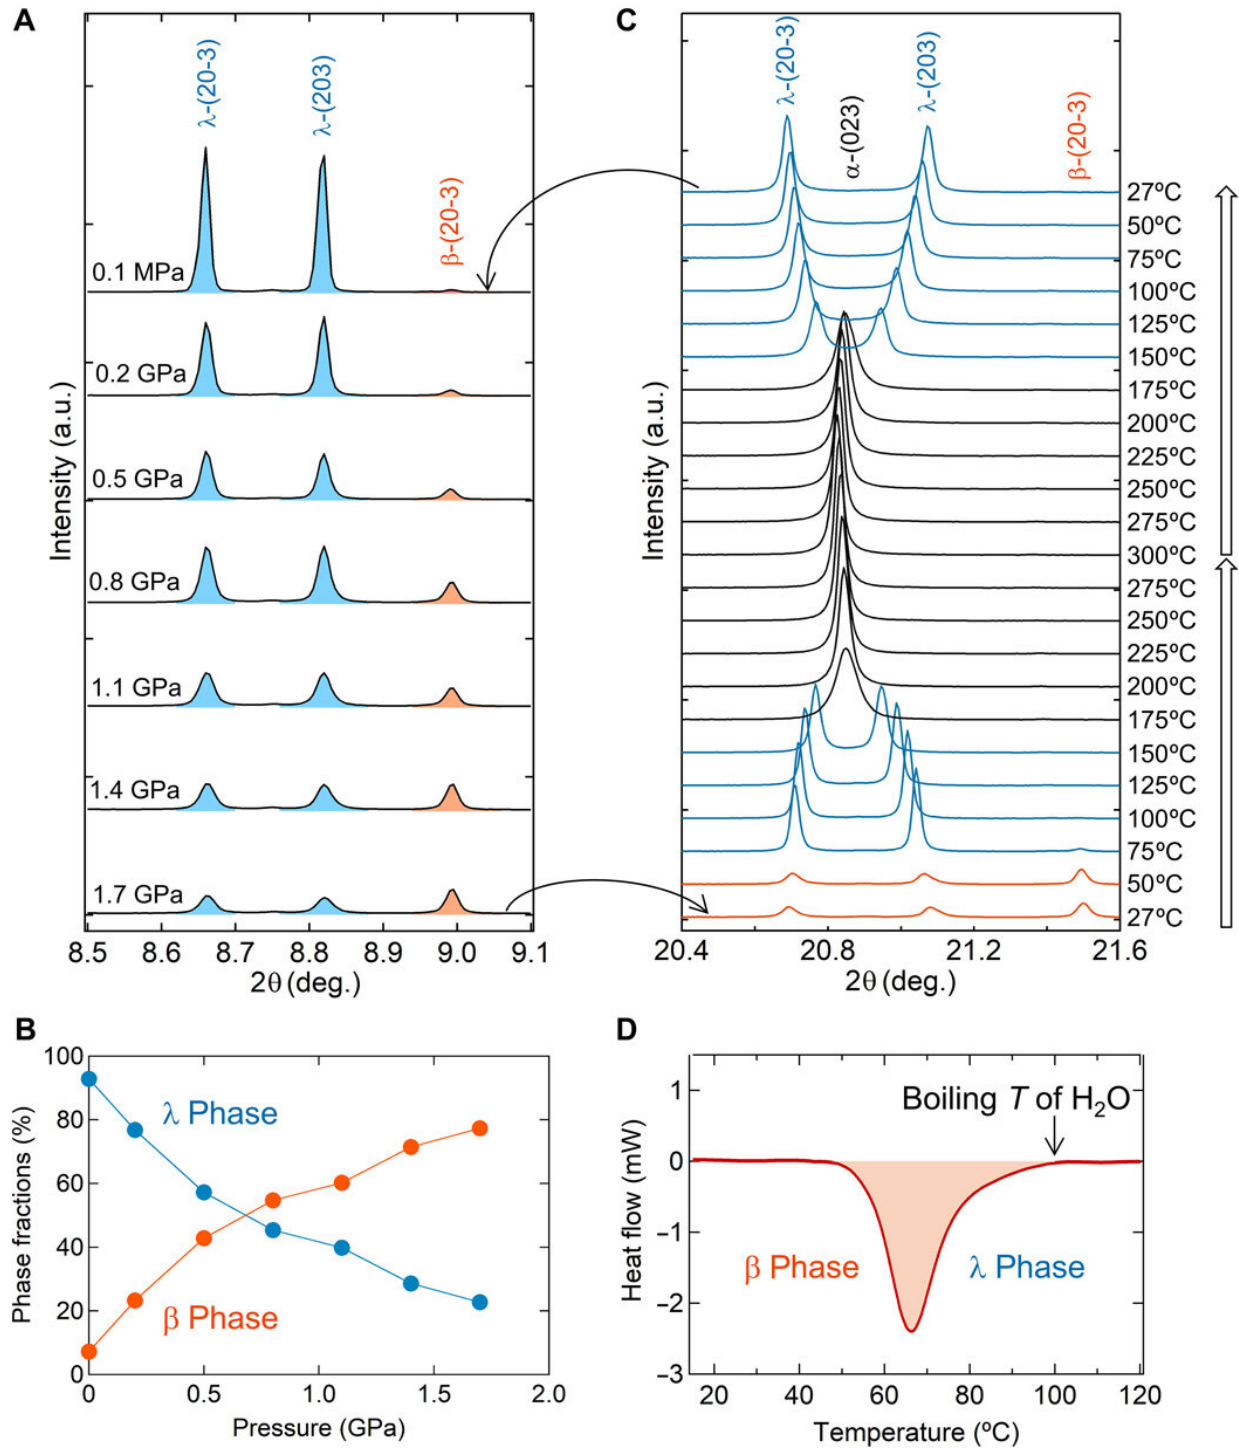 A
λ-(20-3)
λ-(203)
β-(20-3)
0.1 MPa
0.2 GPa
0.5 GPa
0.8 GPa
1.1 GPa
1.4 GPa
1.7 GPa
Intensity (a.u.)
8.5 8.6 8.7 8.8 8.9 9.0 9.1
2θ (deg.)
C
λ-(20-3)
α-(023)
λ-(203)
β-(20-3)
27ºC
50ºC
75ºC
100ºC
125ºC
150ºC
175ºC
200ºC
225ºC
250ºC
275ºC
300ºC
275ºC
250ºC
225ºC
200ºC
175ºC
150ºC
125ºC
100ºC
75ºC
50ºC
27ºC
Intensity (a.u.)
20.4 20.8 21.2 21.6
2θ (deg.)
B
100
80
60
40
20
0
Phase fractions (%)
λ Phase
β Phase
0 0.5 1.0 1.5 2.0
Pressure (GPa)
D
1
0
−1
−2
−3
Heat flow (mW)
Boiling T of H₂O
β Phase
λ Phase
20 40 60 80 100 120
Temperature (ºC)